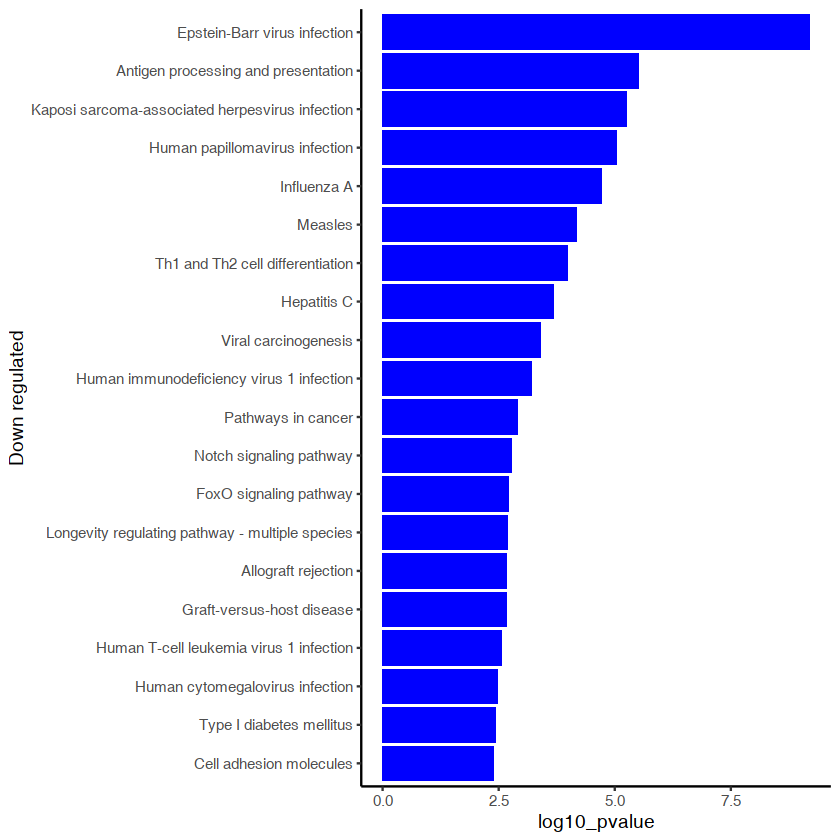 Down regulated
Epstein-Barr virus infection
Antigen processing and presentation
Kaposi sarcoma-associated herpesvirus infection
Human papillomavirus infection
Influenza A
Measles
Th1 and Th2 cell differentiation
Hepatitis C
Viral carcinogenesis
Human immunodeficiency virus 1 infection
Pathways in cancer
Notch signaling pathway
FoxO signaling pathway
Longevity regulating pathway - multiple species
Allograft rejection
Graft-versus-host disease
Human T-cell leukemia virus 1 infection
Human cytomegalovirus infection
Type I diabetes mellitus
Cell adhesion molecules
0.0 2.5 5.0 7.5
log10_pvalue